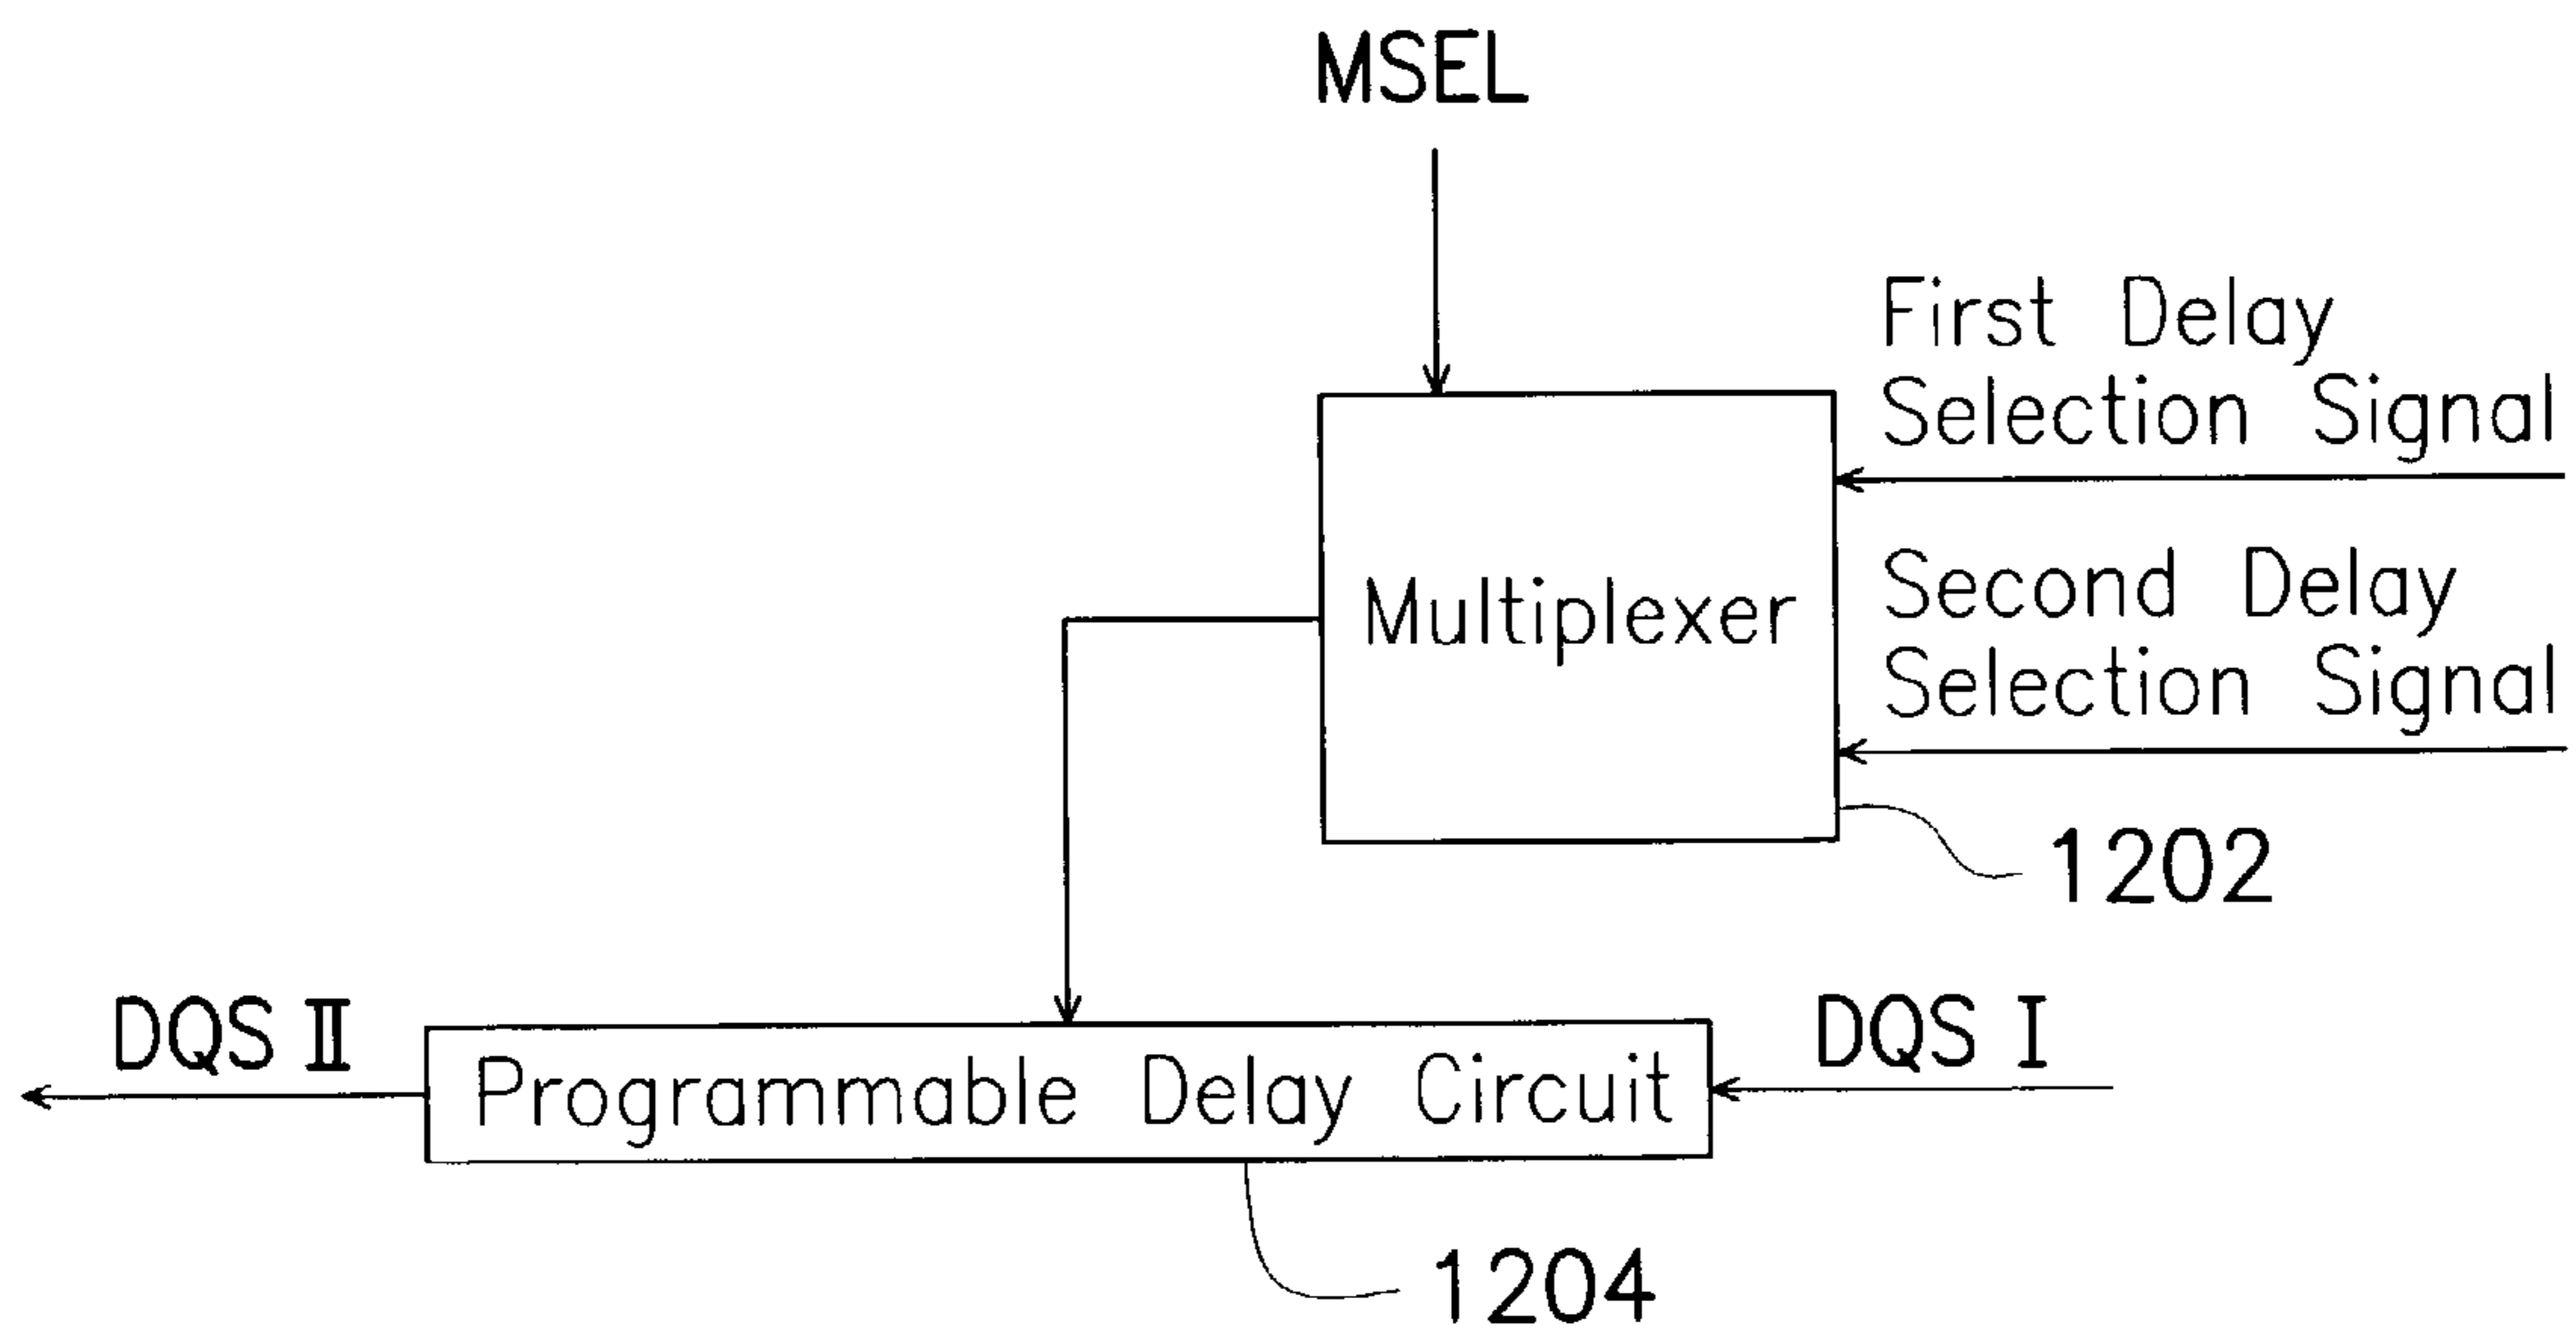 MSEL
First Delay
Selection Signal
Multiplexer
Second Delay
Selection Signal
1202
DQS II
Programmable Delay Circuit
DQS I
1204